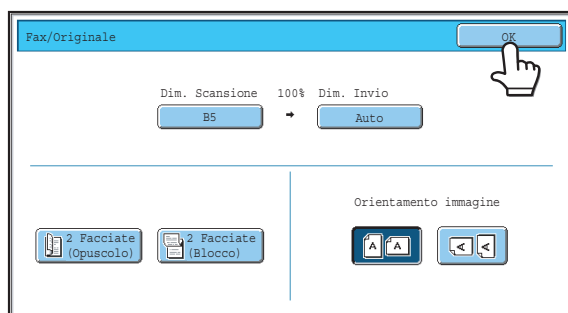 Fax/Originale
OK
Dim. Scansione 100% Dim. Invio
B5 Auto
Orientamento immagine
2 Facciate
(Opuscolo)
2 Facciate
(Blocco)
A A
A A